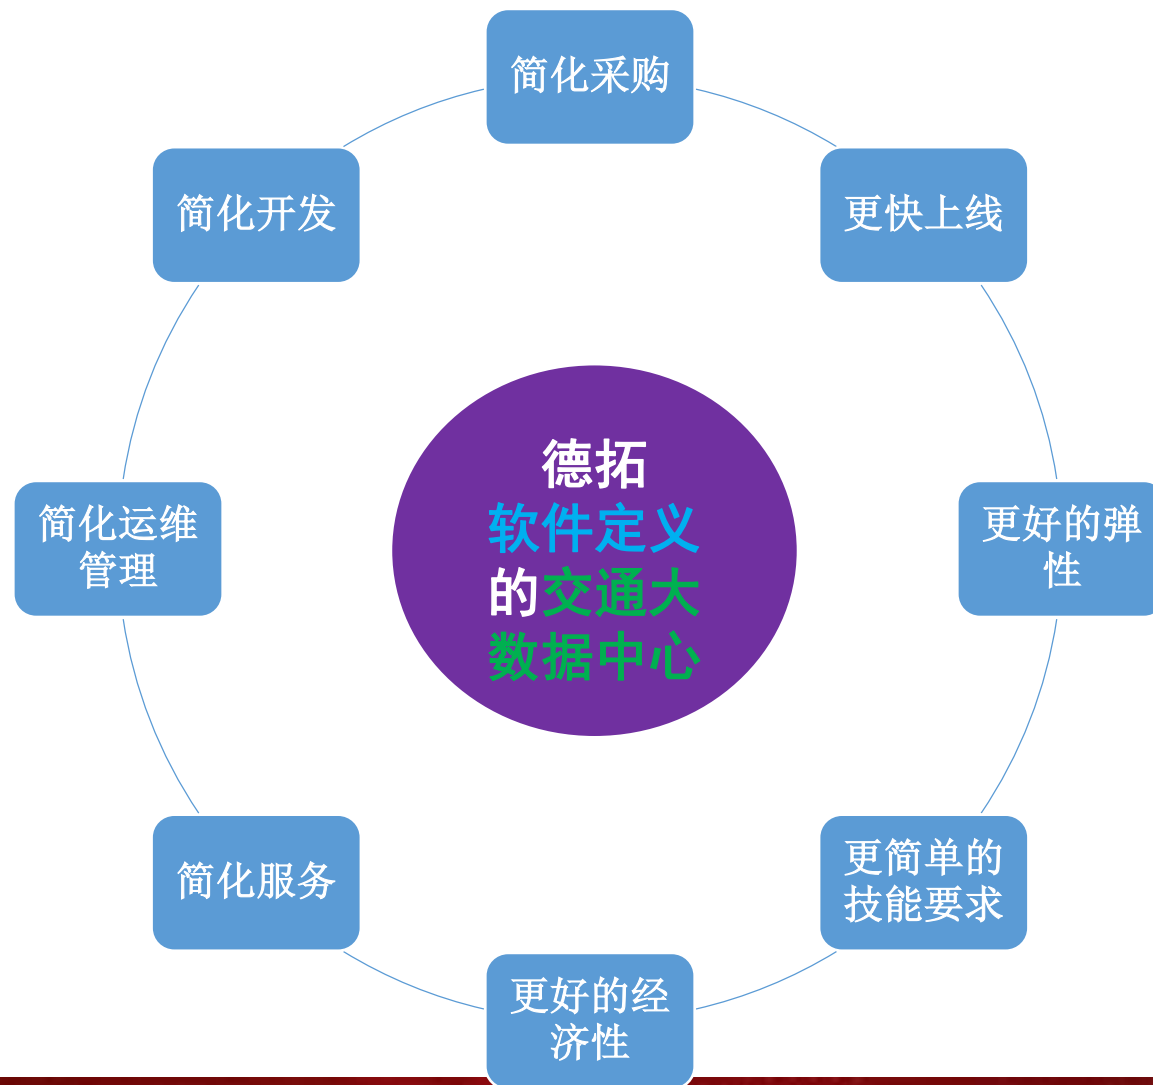 简化采购
更快上线
更好的弹
性
更简单的
技能要求
更好的经
济性
简化服务
简化运维
管理
简化开发
德拓
软件定义
的交通大
数据中心